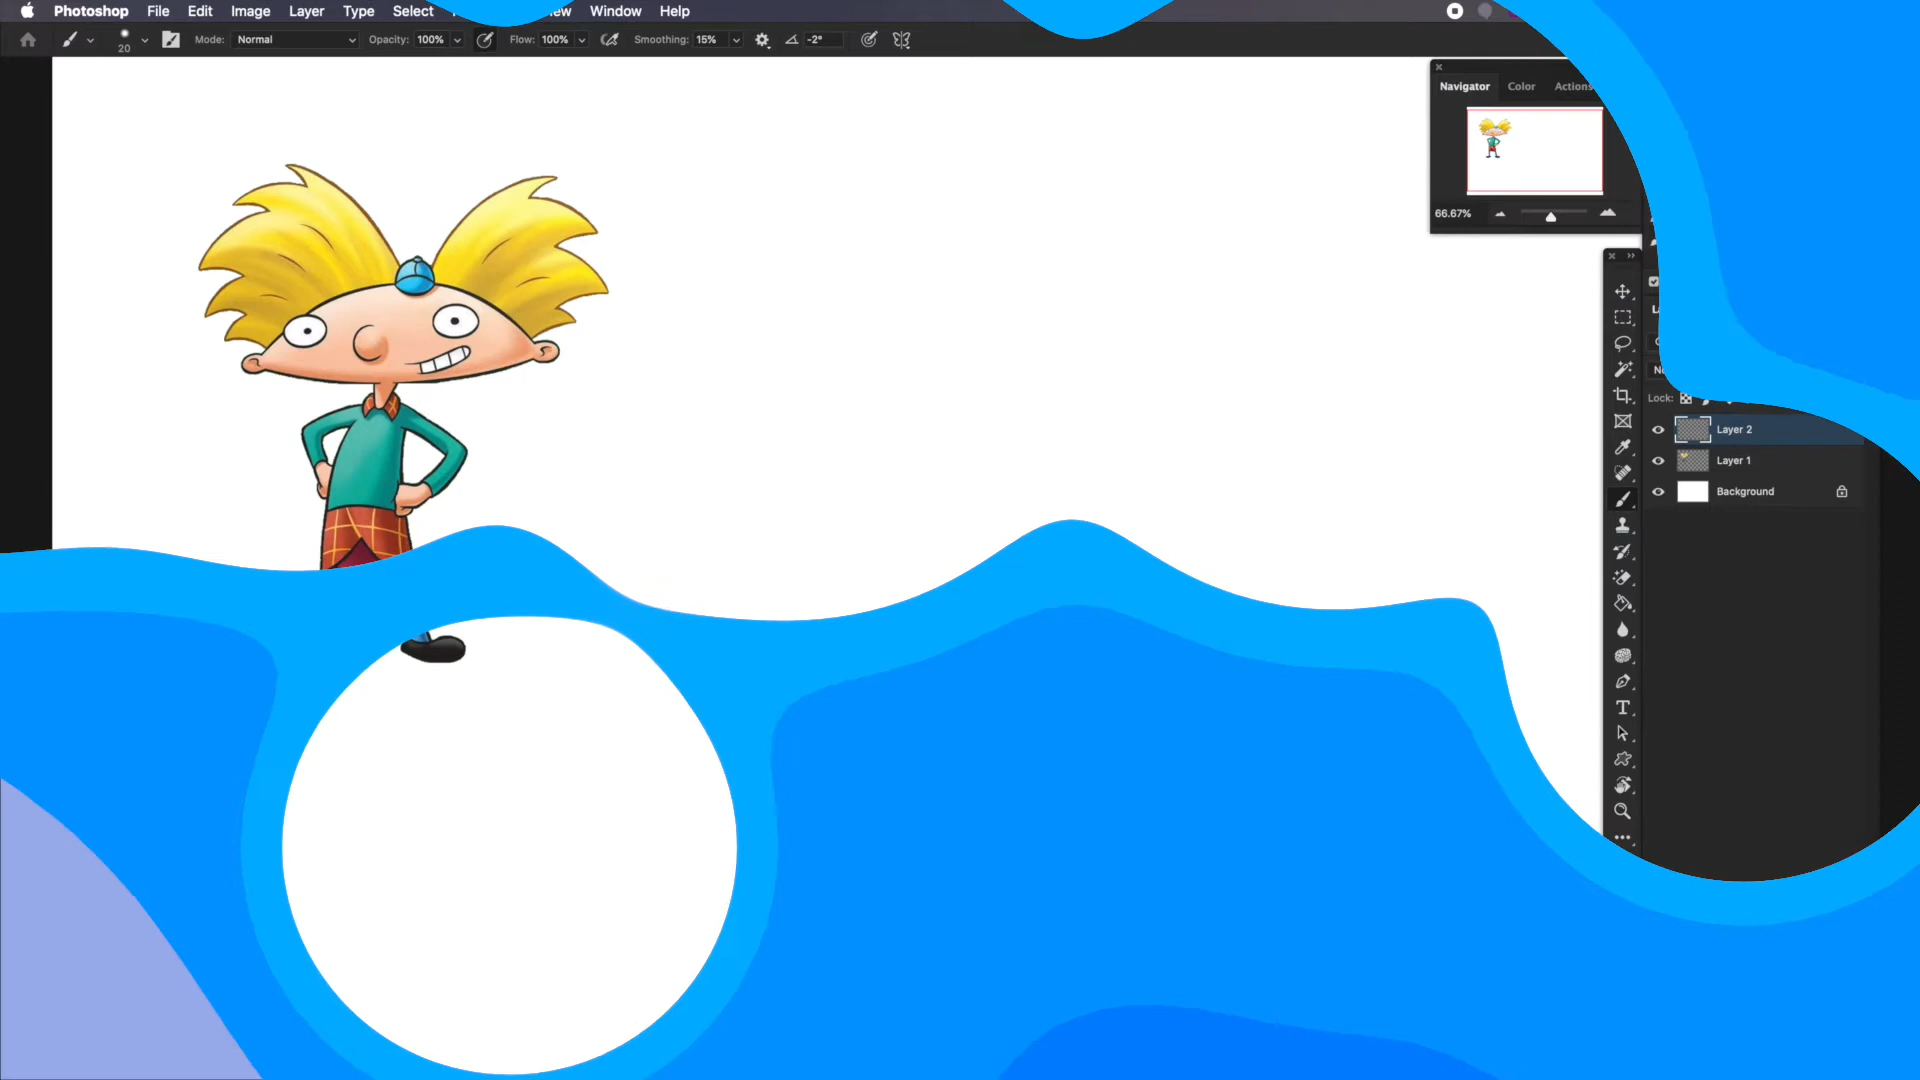 Photoshop File Edit Image Layer Type Select Window Help
20 Mode: Normal Opacity: 100% Flow: 100% Smoothing: 15% -2°
Navigator Color Actions
66.67%
Lock:
Layer 2
Layer 1
Background